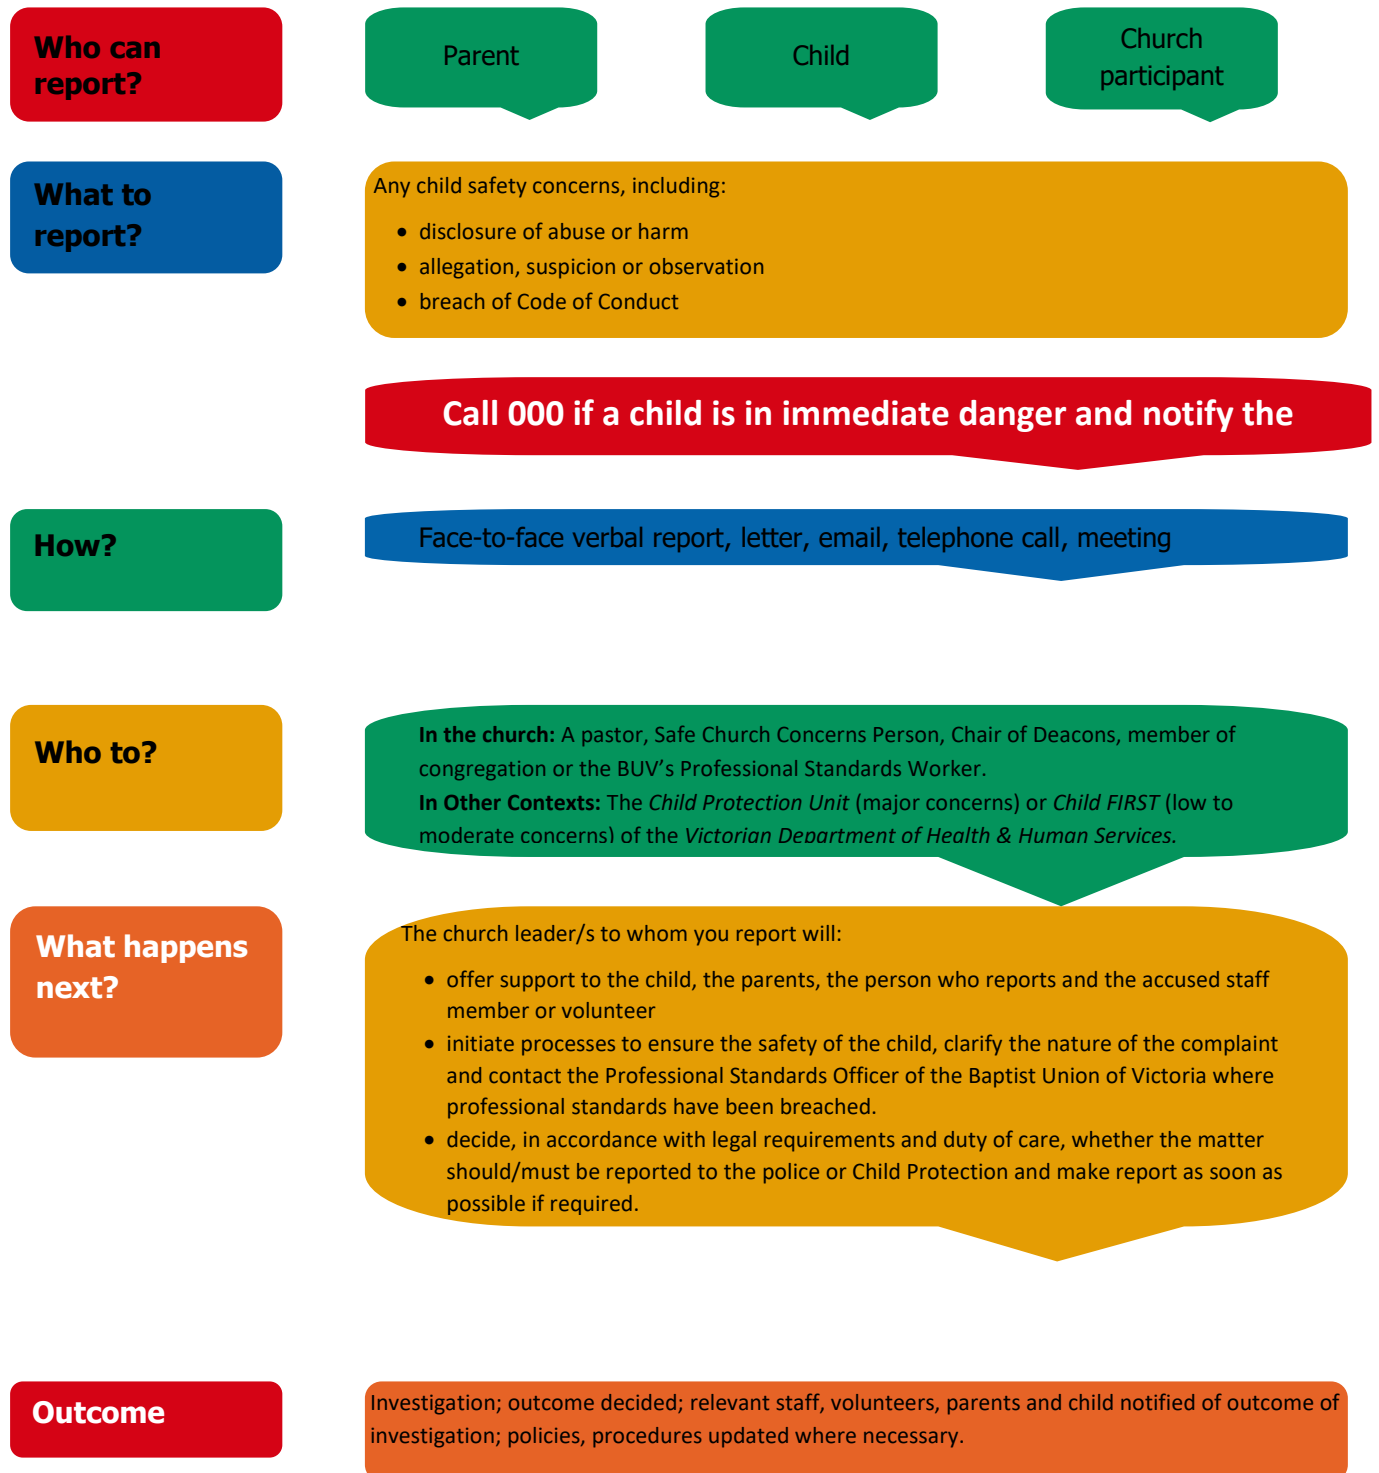 Who can
report?
Parent
Child
Church
participant
What to
report?
Any child safety concerns, including:
• disclosure of abuse or harm
• allegation, suspicion or observation
• breach of Code of Conduct
Call 000 if a child is in immediate danger and notify the
How?
Face-to-face verbal report, letter, email, telephone call, meeting
Who to?
In the church: A pastor, Safe Church Concerns Person, Chair of Deacons, member of
congregation or the BUV’s Professional Standards Worker.
In Other Contexts: The Child Protection Unit (major concerns) or Child FIRST (low to
moderate concerns) of the Victorian Department of Health & Human Services.
What happens
next?
The church leader/s to whom you report will:
• offer support to the child, the parents, the person who reports and the accused staff
member or volunteer
• initiate processes to ensure the safety of the child, clarify the nature of the complaint
and contact the Professional Standards Officer of the Baptist Union of Victoria where
professional standards have been breached.
• decide, in accordance with legal requirements and duty of care, whether the matter
should/must be reported to the police or Child Protection and make report as soon as
possible if required.
Outcome
Investigation; outcome decided; relevant staff, volunteers, parents and child notified of outcome of
investigation; policies, procedures updated where necessary.